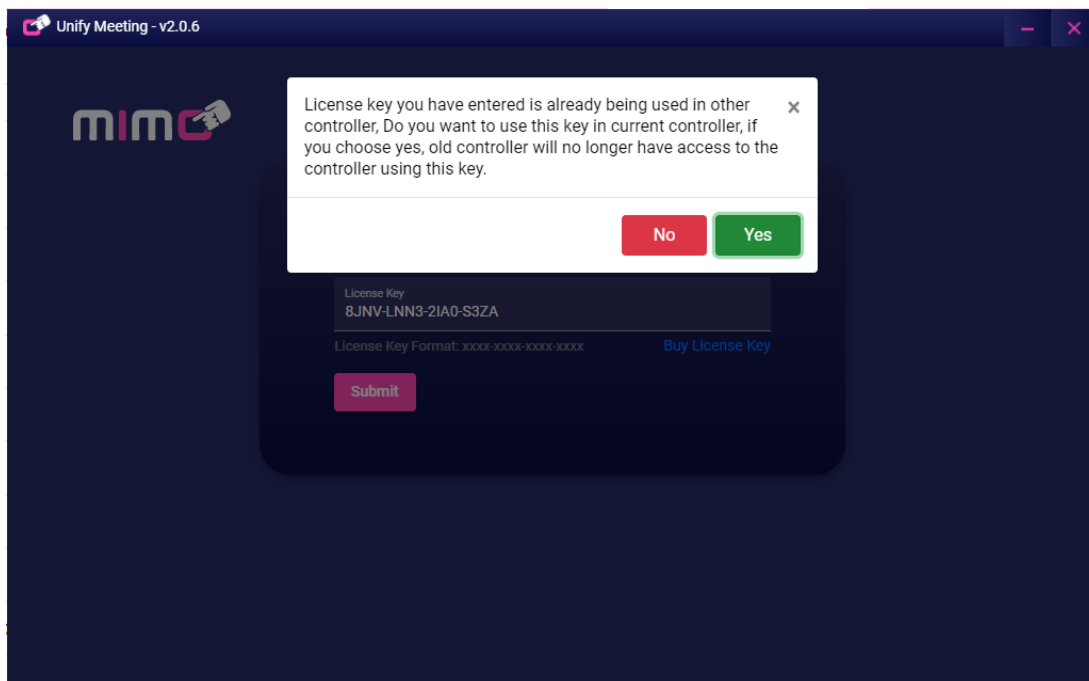 Unify Meeting - v2.0.6
mimo
License key you have entered is already being used in other
controller, Do you want to use this key in current controller, if
you choose yes, old controller will no longer have access to the
controller using this key.
No
Yes
License Key
8JNV-LNN3-2IA0-S3ZA
License Key Format: xxxx-xxxx-xxxx-xxxx
Buy License Key
Submit